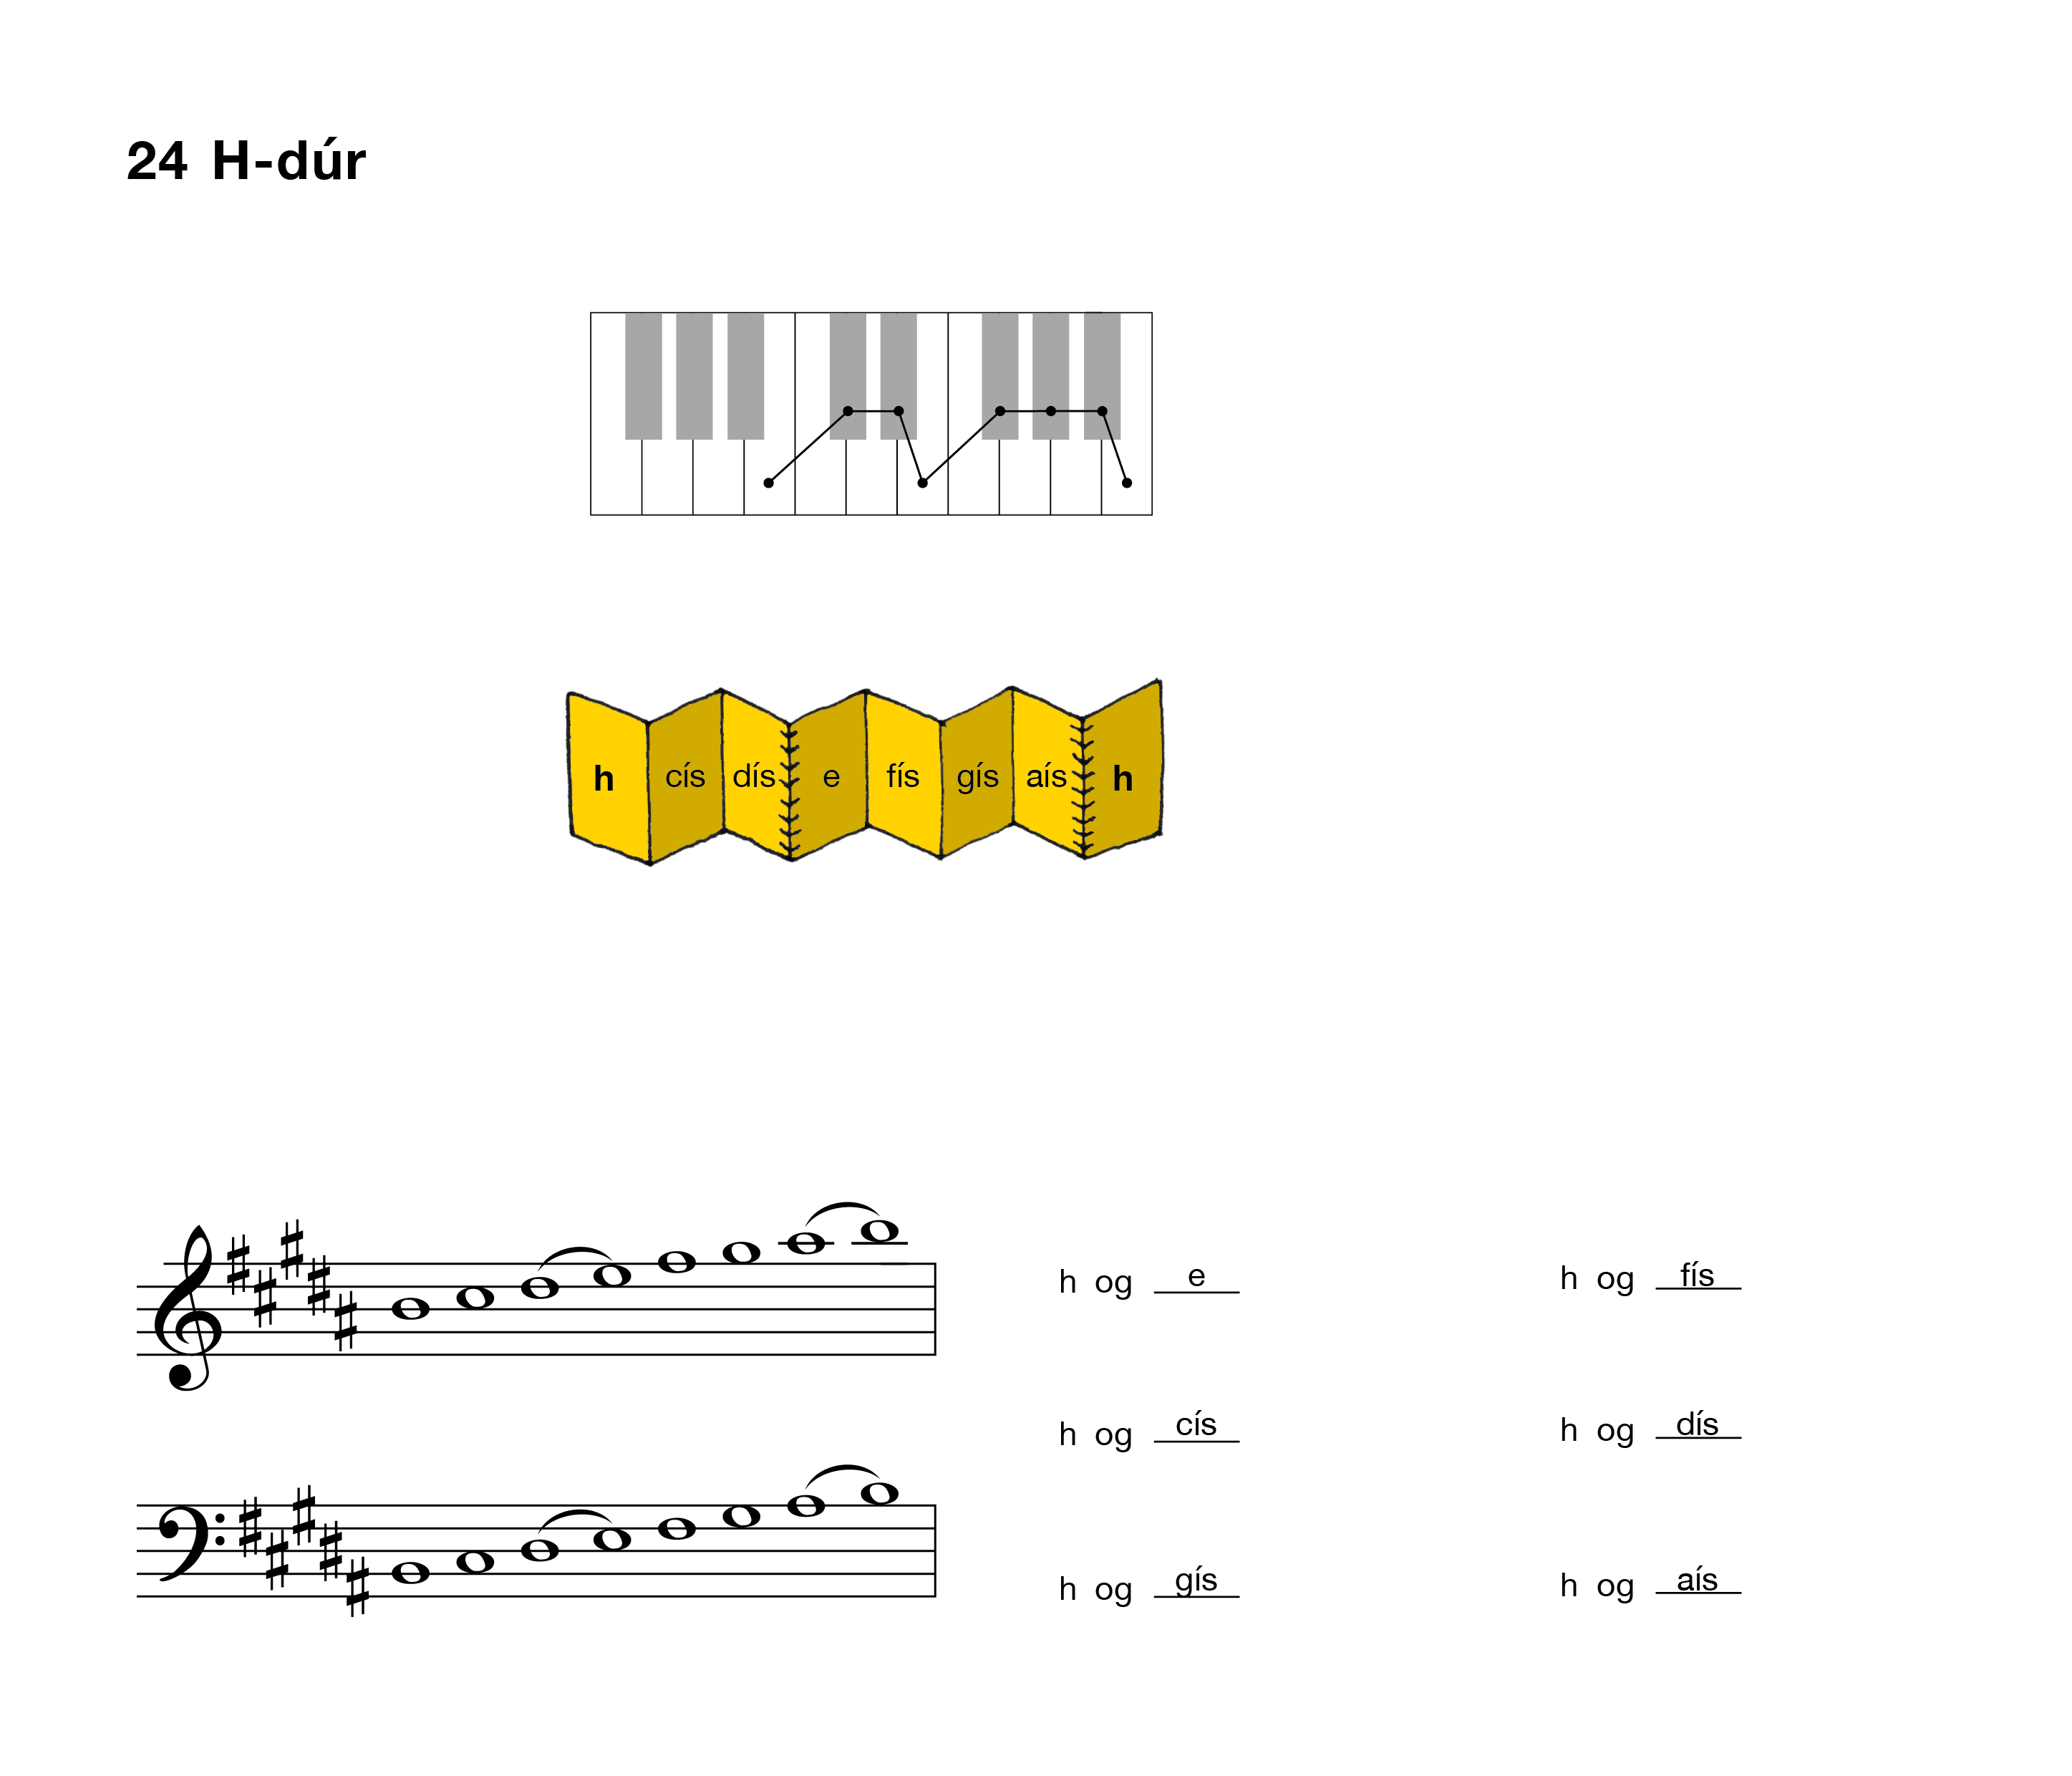 24 H-dúr
h cís dís e fís gís aís h
h og e
h og fís
h og cís
h og dís
h og gís
h og aís